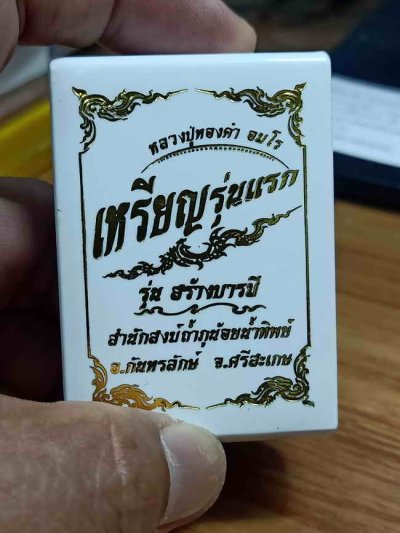 หลวงปู่ทองคำ อมโร
เหรียญรุ่นแรก
รุ่น สร้างบารมี
สำนักสงฆ์ถ้ำภูน้อยน้ำทิพย์
อ.กันทรลักษ์ จ.ศรีสะเกษ